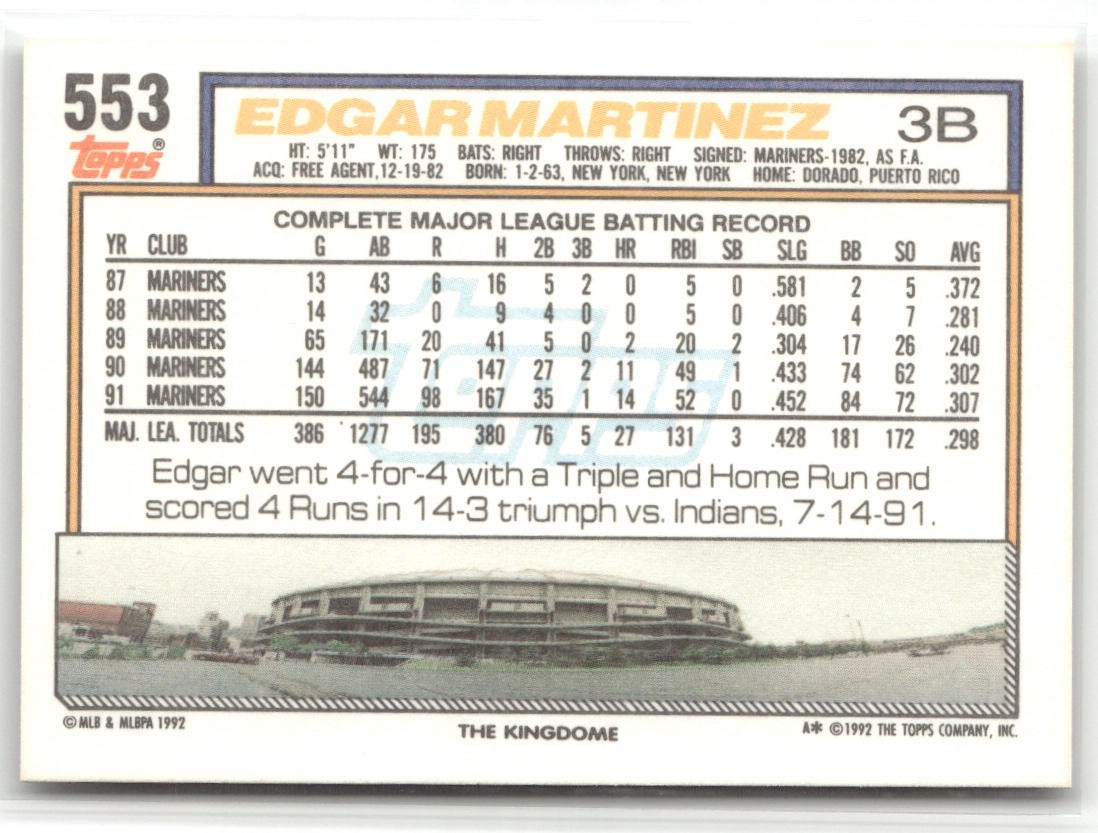 553
topps®
EDGAR MARTINEZ 3B
HT: 5'11" WT: 175 BATS: RIGHT THROWS: RIGHT SIGNED: MARINERS-1982, AS F.A.
ACQ: FREE AGENT,12-19-82 BORN: 1-2-63, NEW YORK, NEW YORK HOME: DORADO, PUERTO RICO
COMPLETE MAJOR LEAGUE BATTING RECORD
YR CLUB G AB R H 2B 3B HR RBI SB SLG BB SO AVG
87 MARINERS 13 43 6 16 5 2 0 5 0 .581 2 5 .372
88 MARINERS 14 32 0 9 4 0 0 5 0 .406 4 7 .281
89 MARINERS 65 171 20 41 5 0 2 20 2 .304 17 26 .240
90 MARINERS 144 487 71 147 27 2 11 49 1 .433 74 62 .302
91 MARINERS 150 544 98 167 35 1 14 52 0 .452 84 72 .307
MAJ. LEA. TOTALS 386 1277 195 380 76 5 27 131 3 .428 181 172 .298
topps
Edgar went 4-for-4 with a Triple and Home Run and
scored 4 Runs in 14-3 triumph vs. Indians, 7-14-91.
© MLB & MLBPA 1992
THE KINGDOME
A* ©1992 THE TOPPS COMPANY, INC.